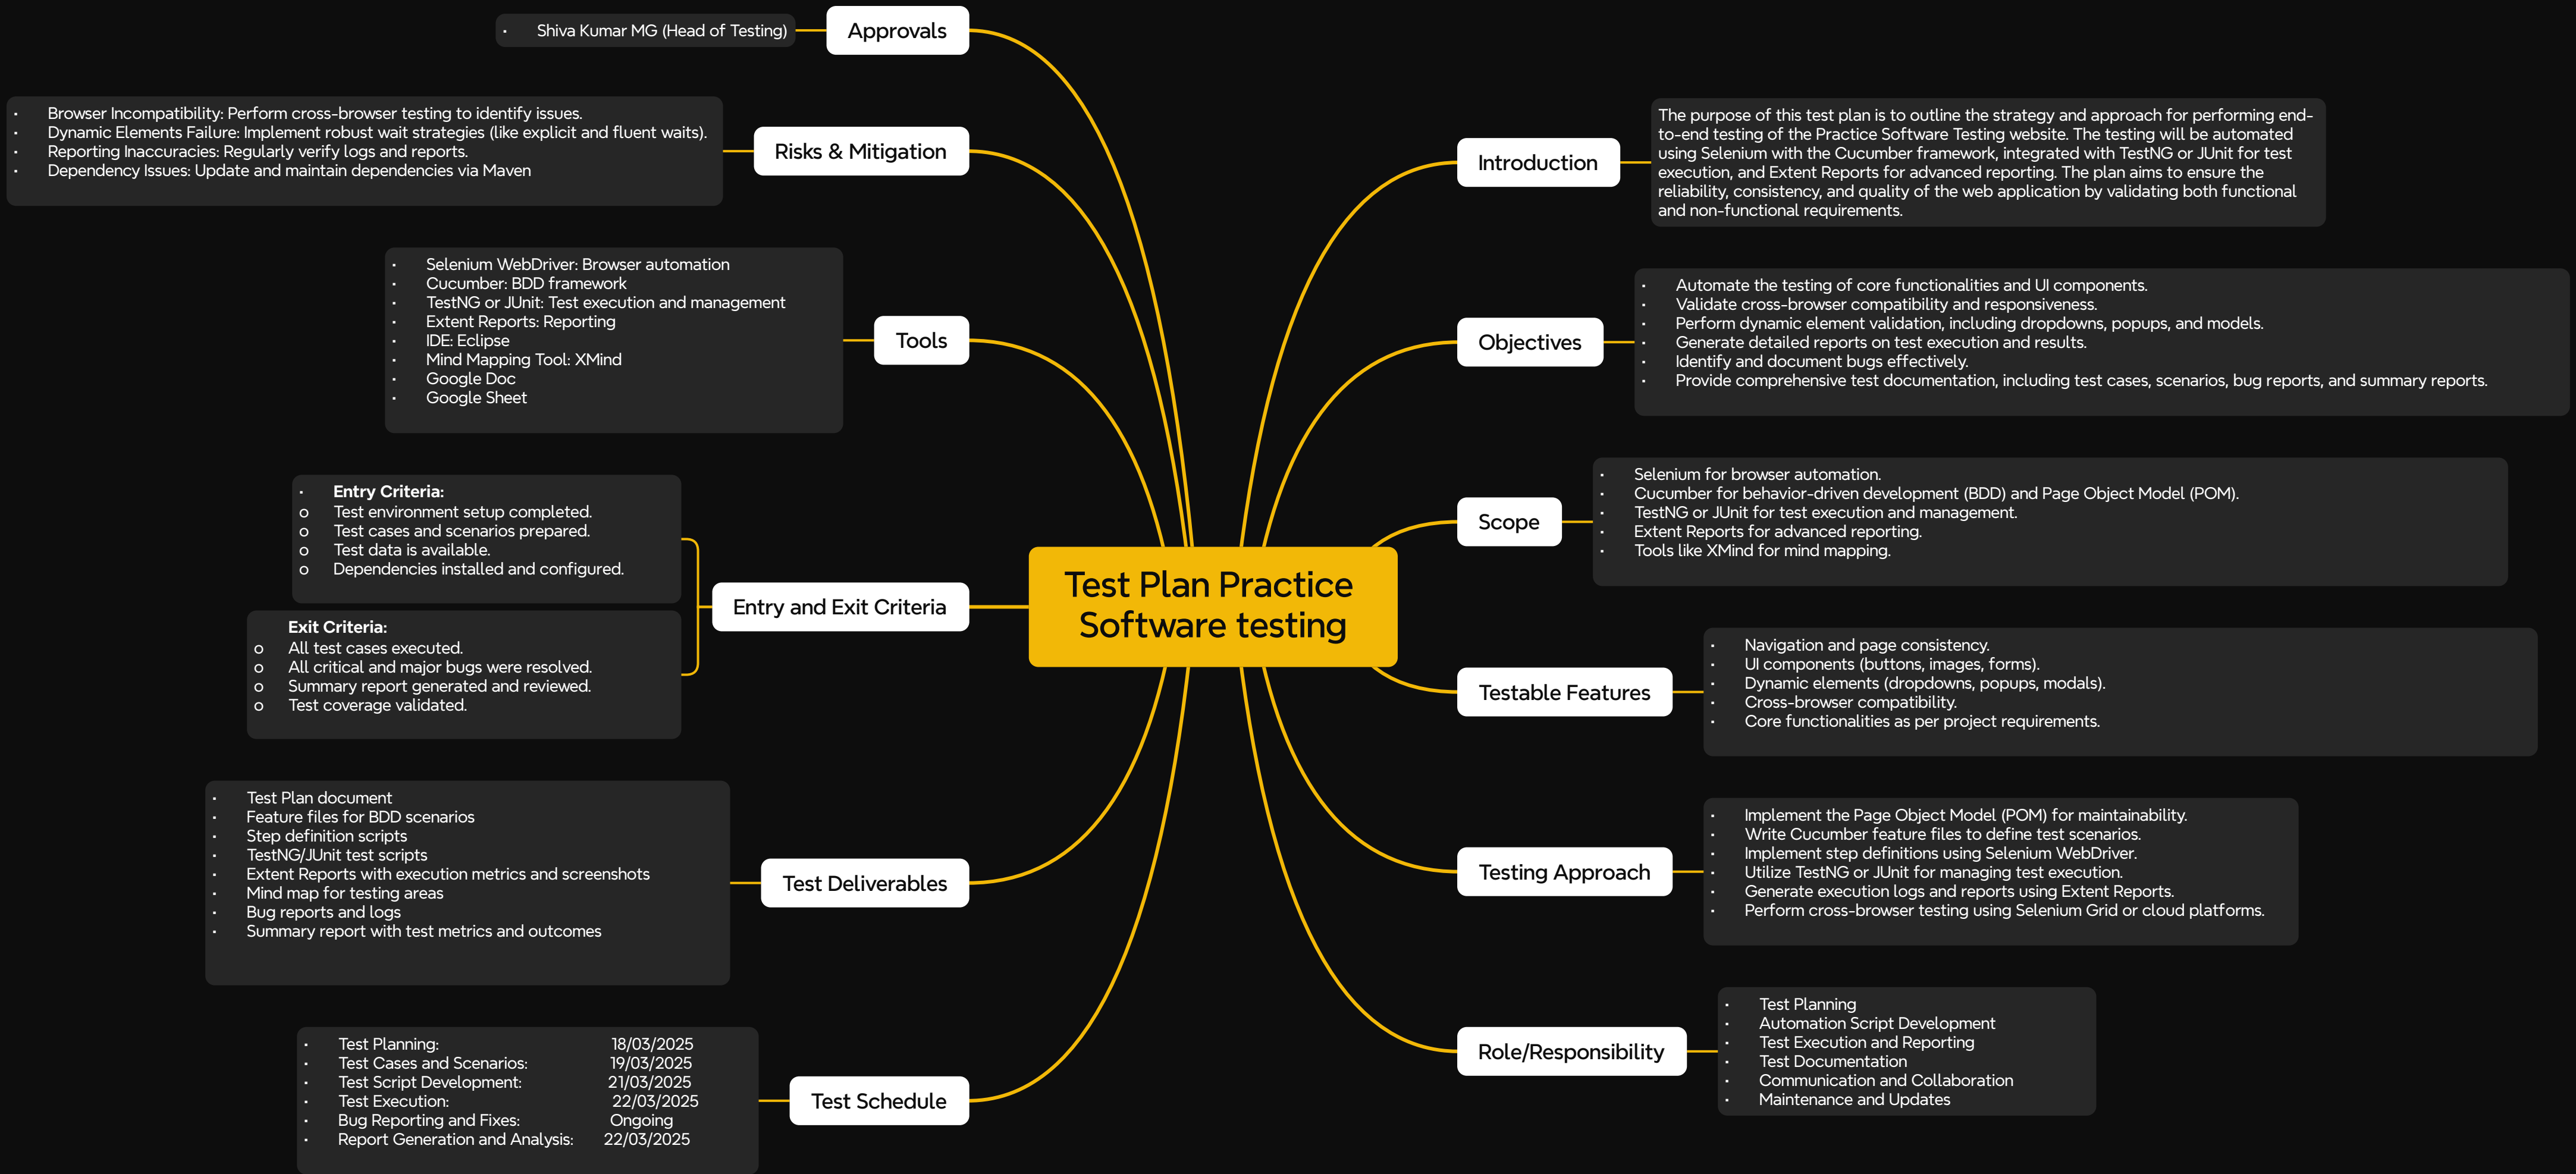 Test Plan Practice
Software testing
Introduction
The purpose of this test plan is to outline the strategy and approach for performing end-
to-end testing of the Practice Software Testing website. The testing will be automated
using Selenium with the Cucumber framework, integrated with TestNG or JUnit for test
execution, and Extent Reports for advanced reporting. The plan aims to ensure the
reliability, consistency, and quality of the web application by validating both functional
and non-functional requirements.
Objectives
· Automate the testing of core functionalities and UI components.
· Validate cross-browser compatibility and responsiveness.
· Perform dynamic element validation, including dropdowns, popups, and models.
· Generate detailed reports on test execution and results.
· Identify and document bugs effectively.
· Provide comprehensive test documentation, including test cases, scenarios, bug reports, and summary reports.
Scope
· Selenium for browser automation.
· Cucumber for behavior-driven development (BDD) and Page Object Model (POM).
· TestNG or JUnit for test execution and management.
· Extent Reports for advanced reporting.
· Tools like XMind for mind mapping.
Testable Features
· Navigation and page consistency.
· UI components (buttons, images, forms).
· Dynamic elements (dropdowns, popups, modals).
· Cross-browser compatibility.
· Core functionalities as per project requirements.
Testing Approach
· Implement the Page Object Model (POM) for maintainability.
· Write Cucumber feature files to define test scenarios.
· Implement step definitions using Selenium WebDriver.
· Utilize TestNG or JUnit for managing test execution.
· Generate execution logs and reports using Extent Reports.
· Perform cross-browser testing using Selenium Grid or cloud platforms.
Role/Responsibility
· Test Planning
· Automation Script Development
· Test Execution and Reporting
· Test Documentation
· Communication and Collaboration
· Maintenance and Updates
Approvals
· Shiva Kumar MG (Head of Testing)
Risks & Mitigation
· Browser Incompatibility: Perform cross-browser testing to identify issues.
· Dynamic Elements Failure: Implement robust wait strategies (like explicit and fluent waits).
· Reporting Inaccuracies: Regularly verify logs and reports.
· Dependency Issues: Update and maintain dependencies via Maven
Tools
· Selenium WebDriver: Browser automation
· Cucumber: BDD framework
· TestNG or JUnit: Test execution and management
· Extent Reports: Reporting
· IDE: Eclipse
· Mind Mapping Tool: XMind
· Google Doc
· Google Sheet
Entry and Exit Criteria
· Entry Criteria:
o Test environment setup completed.
o Test cases and scenarios prepared.
o Test data is available.
o Dependencies installed and configured.
Exit Criteria:
o All test cases executed.
o All critical and major bugs were resolved.
o Summary report generated and reviewed.
o Test coverage validated.
Test Deliverables
· Test Plan document
· Feature files for BDD scenarios
· Step definition scripts
· TestNG/JUnit test scripts
· Extent Reports with execution metrics and screenshots
· Mind map for testing areas
· Bug reports and logs
· Summary report with test metrics and outcomes
Test Schedule
· Test Planning: 18/03/2025
· Test Cases and Scenarios: 19/03/2025
· Test Script Development: 21/03/2025
· Test Execution: 22/03/2025
· Bug Reporting and Fixes: Ongoing
· Report Generation and Analysis: 22/03/2025